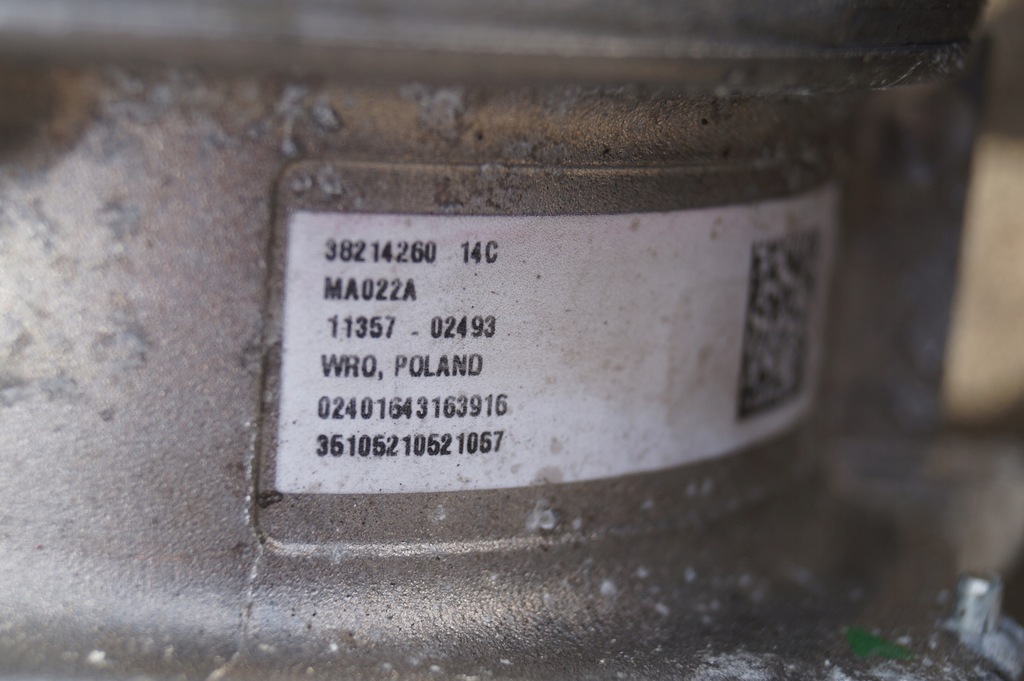 38214260 14C
MA022A
11357 - 02493
WRO, POLAND
02401643163916
35105210521057